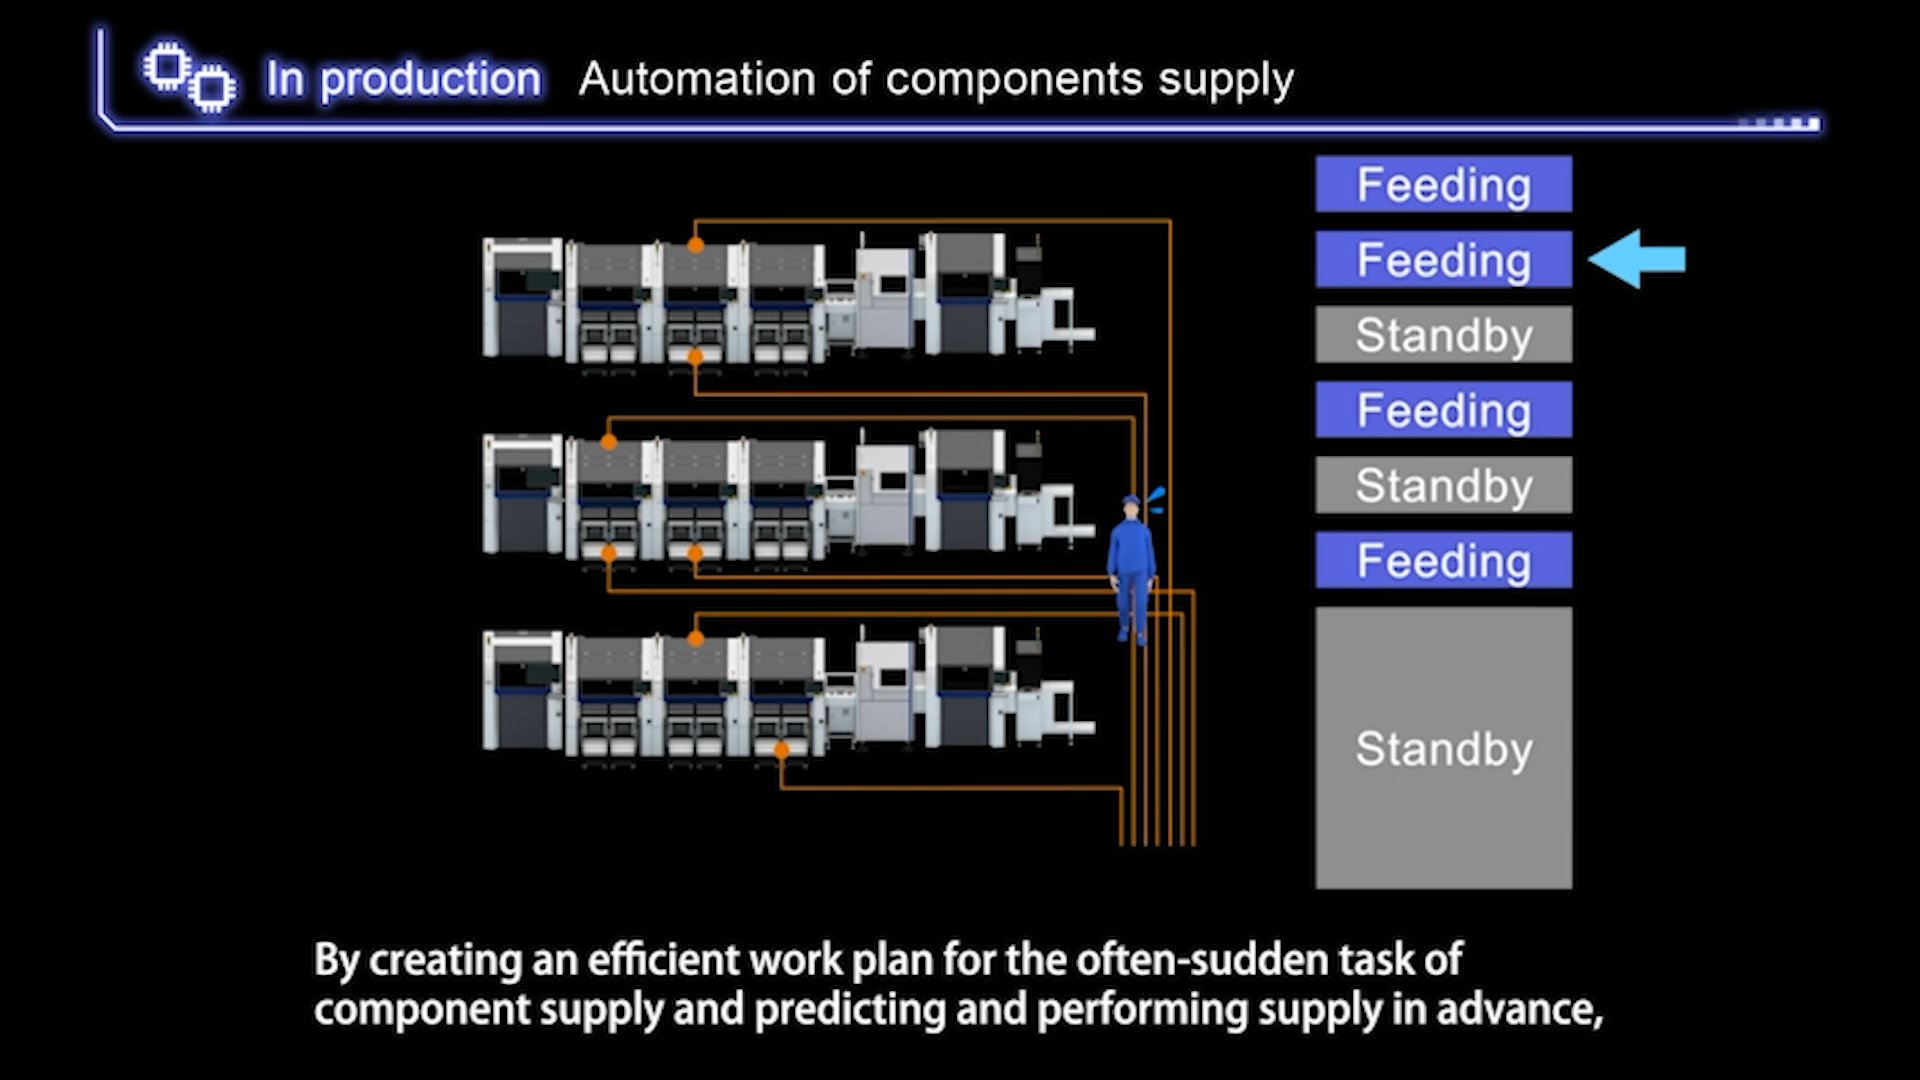 In production Automation of components supply
Feeding
Feeding
Standby
Feeding
Standby
Feeding
Standby
By creating an efficient work plan for the often-sudden task of
component supply and predicting and performing supply in advance,